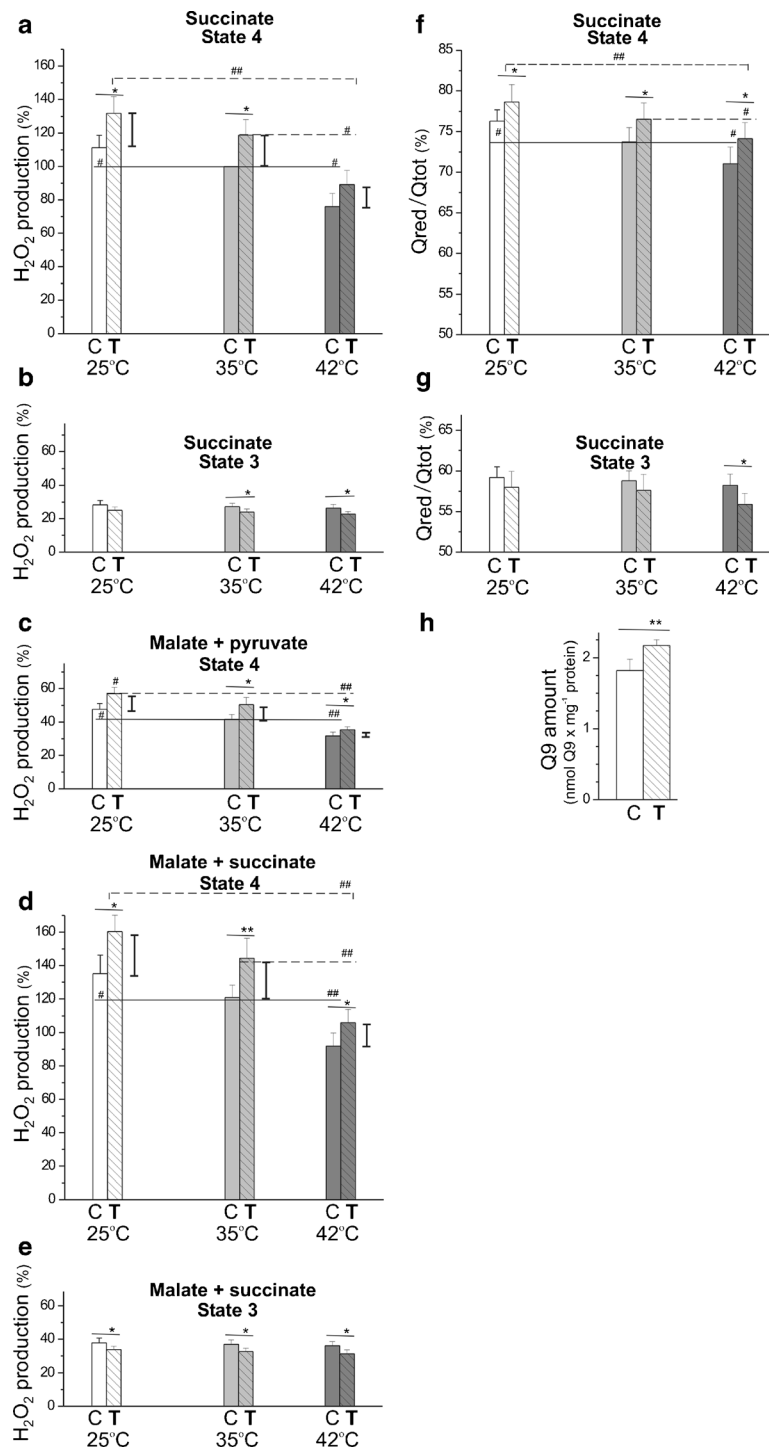 a
Succinate
State 4
H2O2 production (%)
160
140
120
100
80
60
40
20
0
##
*
*
#
#
#
C T
C T
C T
25°C
35°C
42°C
b
Succinate
State 3
H2O2 production (%)
60
40
20
0
*
*
C T
C T
C T
25°C
35°C
42°C
c
Malate + pyruvate
State 4
H2O2 production (%)
60
40
20
0
#
*
##
*
#
##
C T
C T
C T
25°C
35°C
42°C
d
Malate + succinate
State 4
H2O2 production (%)
160
140
120
100
80
60
40
20
0
##
*
**
##
#
##
*
C T
C T
C T
25°C
35°C
42°C
e
Malate + succinate
State 3
H2O2 production (%)
60
40
20
0
*
*
*
C T
C T
C T
25°C
35°C
42°C
f
Succinate
State 4
Qred/Qtot (%)
85
80
75
70
65
60
55
50
##
*
*
*
#
#
#
C T
C T
C T
25°C
35°C
42°C
g
Succinate
State 3
Qred/Qtot (%)
65
60
55
50
*
C T
C T
C T
25°C
35°C
42°C
h
Q9 amount
(nmol Q9 x mg-1 protein)
2
1
0
**
C T